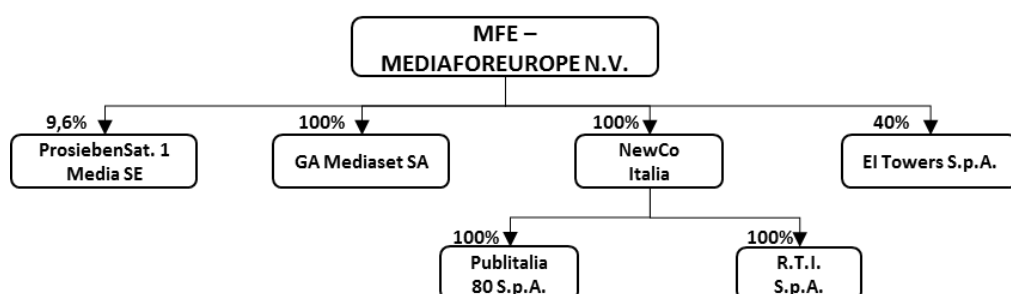 MFE –
MEDIAFOREUROPE N.V.
9,6%
100%
100%
40%
ProsiebenSat. 1
Media SE
GA Mediaset SA
NewCo
Italia
EI Towers S.p.A.
100%
100%
Publitalia
80 S.p.A.
R.T.I.
S.p.A.